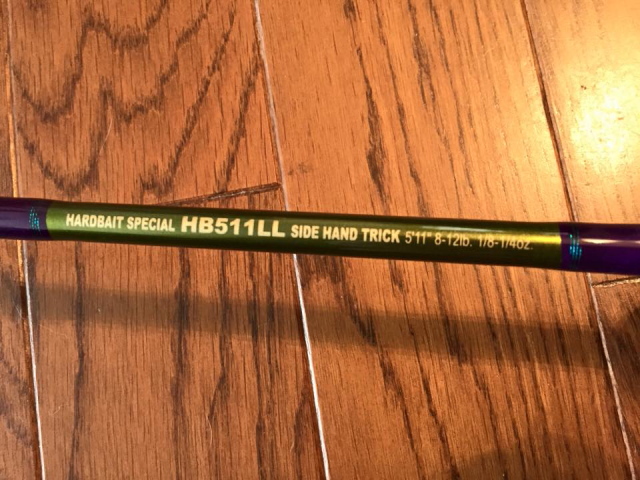 HARDBAIT SPECIAL HB511LL SIDE HAND TRICK 5'11" 8-12lb. 1/8-1/4oz.